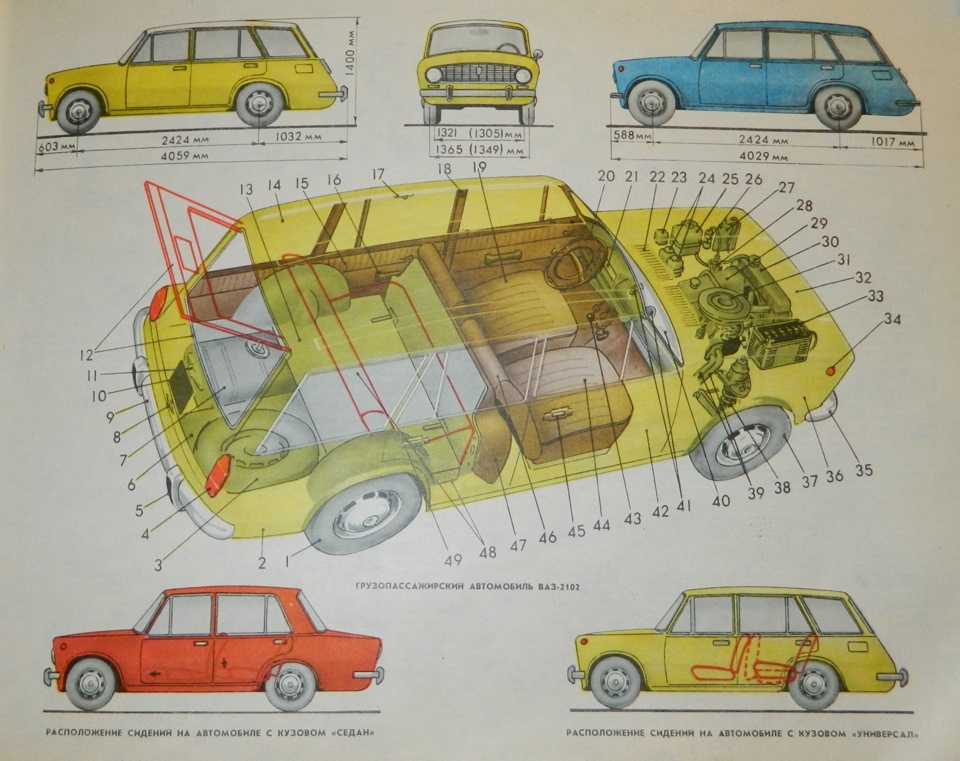 1400 мм
603 мм
2424 мм
1032 мм
4059 мм
1321 (1305)мм
1365 (1349) мм
588 мм
2424 мм
1017 мм
4029 мм
13 14 15 16 17 18 19 20 21 22 23 24 25 26 27
28
29
30
31
32
33
34
12
11
10
9
8
7
6
5
4
3 2 1
49 48 47 46 45 44 43 42 41 40 39 38 37 36 35
ГРУЗОПАССАЖИРСКИЙ АВТОМОБИЛЬ ВАЗ-2102
РАСПОЛОЖЕНИЕ СИДЕНИЙ НА АВТОМОБИЛЕ С КУЗОВОМ «СЕДАН»
РАСПОЛОЖЕНИЕ СИДЕНИЙ НА АВТОМОБИЛЕ С КУЗОВОМ «УНИВЕРСАЛ»